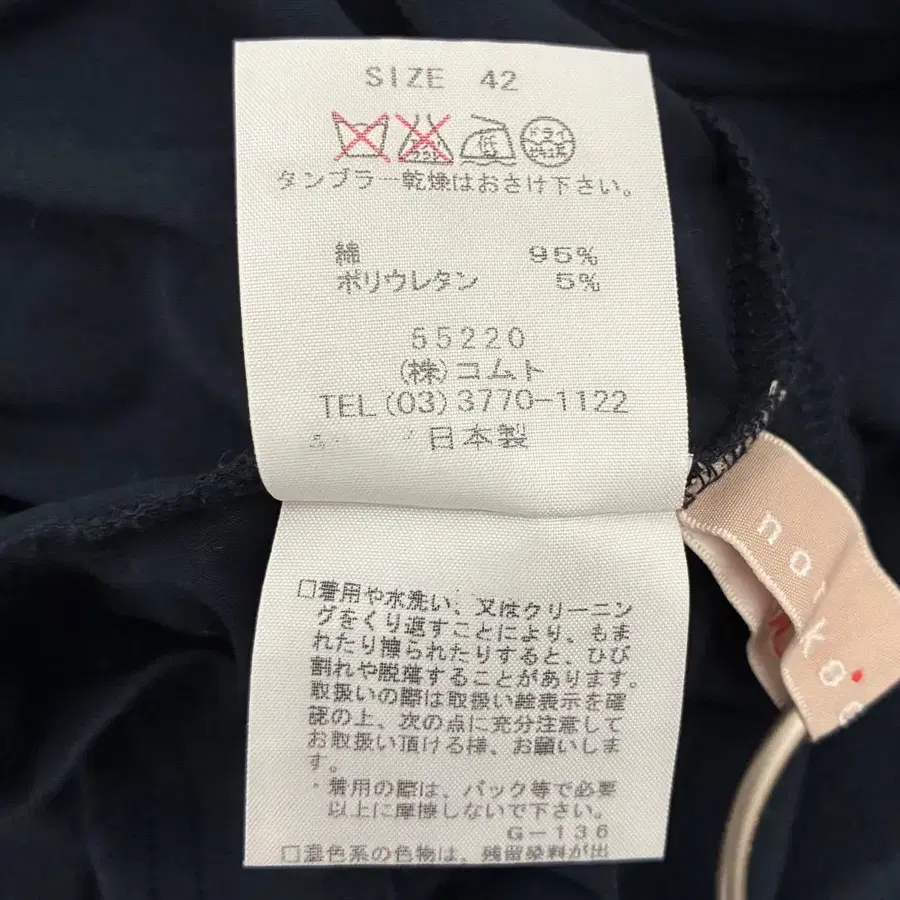 SIZE 42
低 ドライ
タンブラー乾燥はおさけ下さい。
綿 95%
ポリウレタン 5%
55220
(株)コムト
TEL(03)3770-1122
日本製
□着用や水洗い、又はクリーニン
グをくり返すことにより、もま
れたり擦られたりすると、ひび
割れや脱落することがあります。
取扱いの際は取扱い絵表示を確
認の上、次の点に充分注意して
お取扱い頂ける様、お願いしま
す。
・着用の際は、バック等で必要
以上に摩擦しないで下さい。
G-136
□濃色系の色物は、残留染料が出